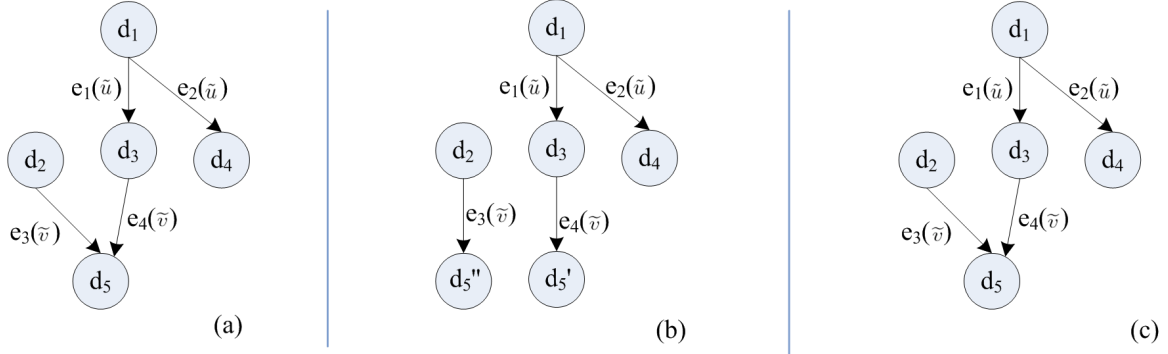 d₁
e₁(ũ)
e₂(ũ)
d₂
d₃
d₄
e₃(ṽ)
e₄(ṽ)
d₅
(a)
d₁
e₁(ũ)
e₂(ũ)
d₂
d₃
d₄
e₃(ṽ)
e₄(ṽ)
d₅''
d₅'
(b)
d₁
e₁(ũ)
e₂(ũ)
d₂
d₃
d₄
e₃(ṽ)
e₄(ṽ)
d₅
(c)